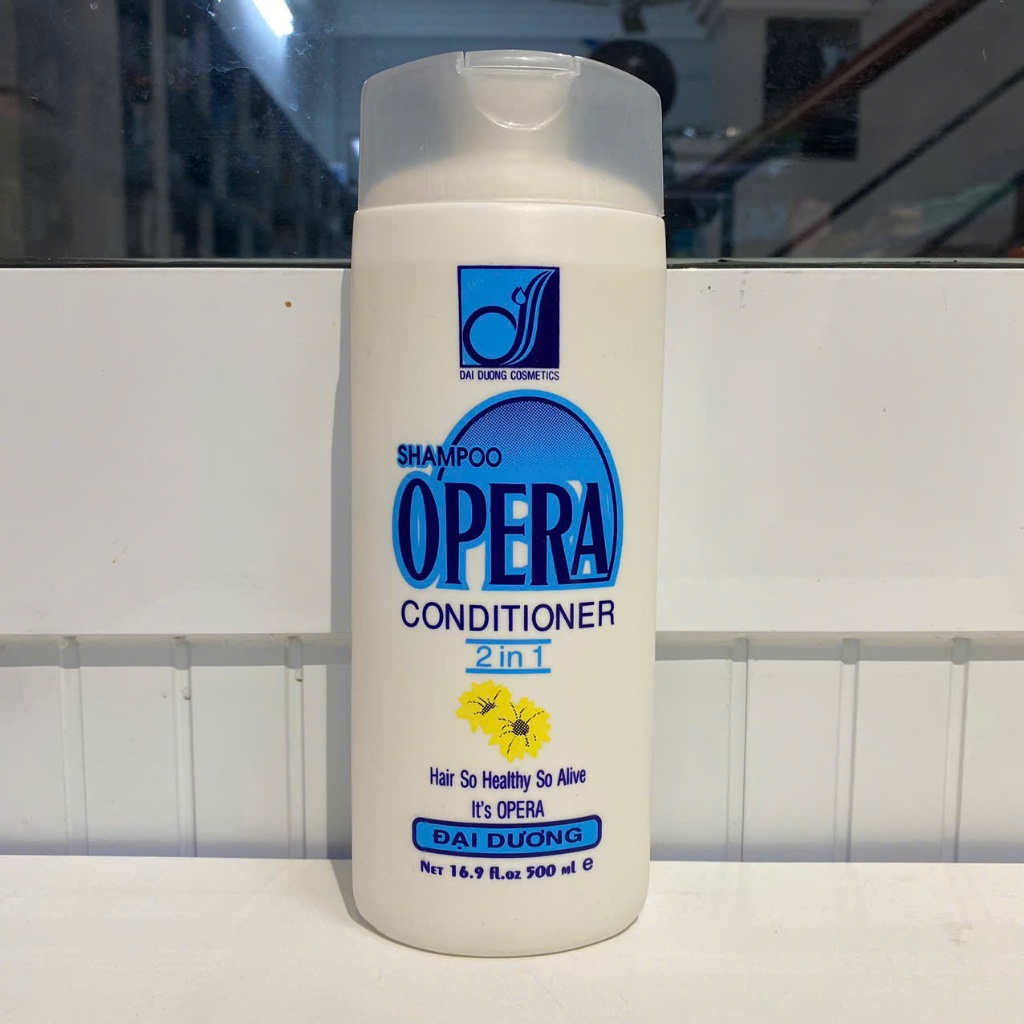 DAI DUONG COSMETICS
SHAMPOO
O'PERA
CONDITIONER
2 in 1
Hair So Healthy So Alive
It's OPERA
ĐẠI DƯƠNG
NET 16.9 fl.oz 500 ml e